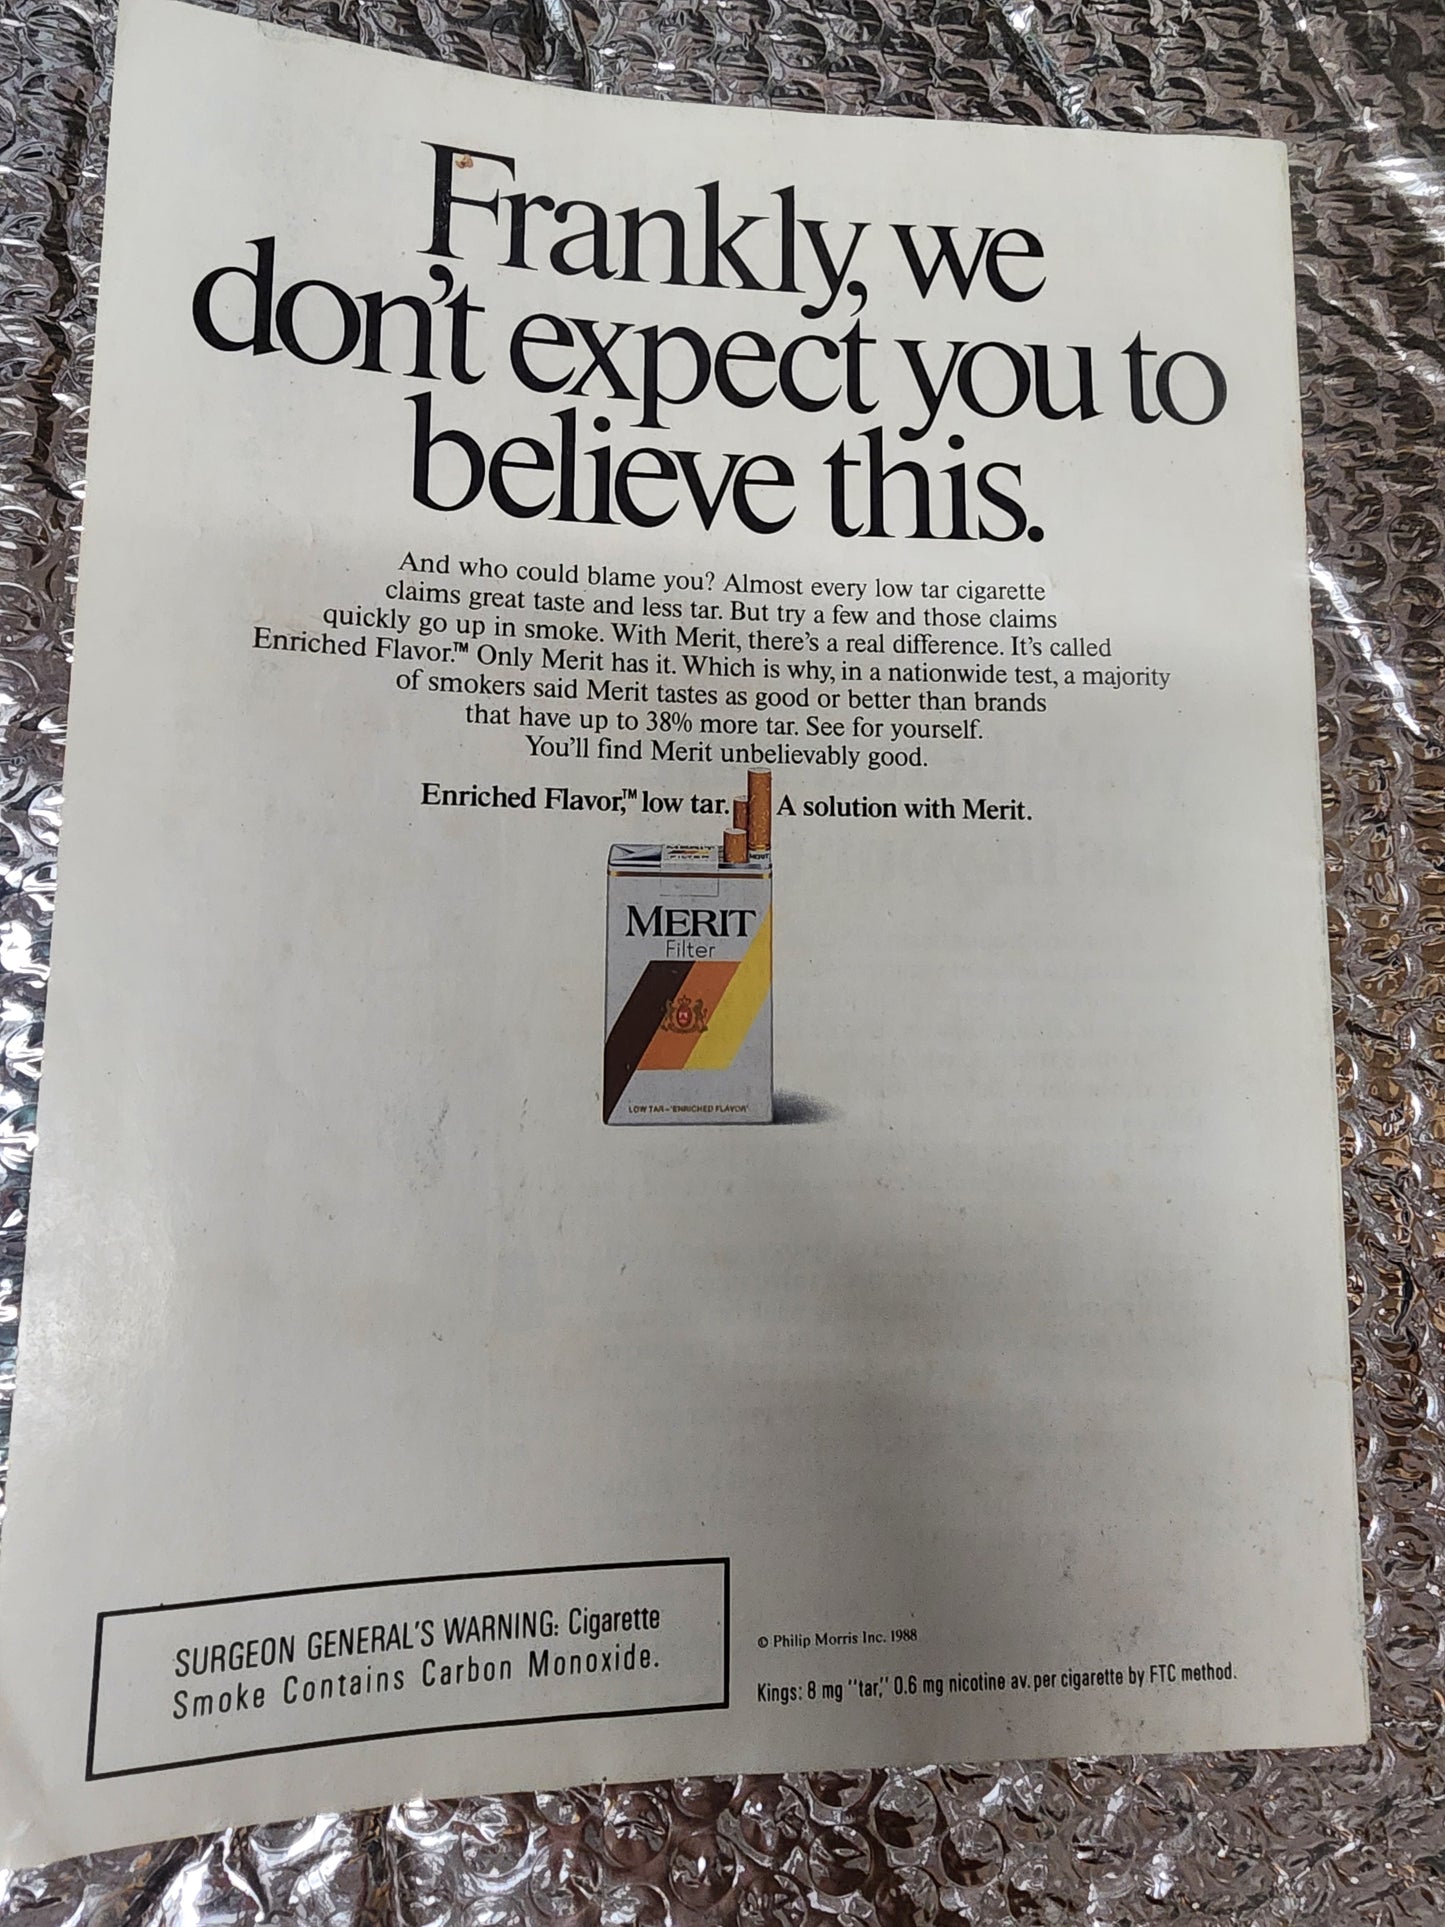 Frankly, we
don't expect you to
believe this.
And who could blame you? Almost every low tar cigarette
claims great taste and less tar. But try a few and those claims
quickly go up in smoke. With Merit, there's a real difference. It's called
Enriched Flavor.™ Only Merit has it. Which is why, in a nationwide test, a majority
of smokers said Merit tastes as good or better than brands
that have up to 38% more tar. See for yourself.
You'll find Merit unbelievably good.
Enriched Flavor,™ low tar. A solution with Merit.
FILTER
MERIT
MERIT
Filter
LOW TAR-'ENRICHED FLAVOR'
SURGEON GENERAL'S WARNING: Cigarette
Smoke Contains Carbon Monoxide.
© Philip Morris Inc. 1988
Kings: 8 mg "tar," 0.6 mg nicotine av. per cigarette by FTC method.